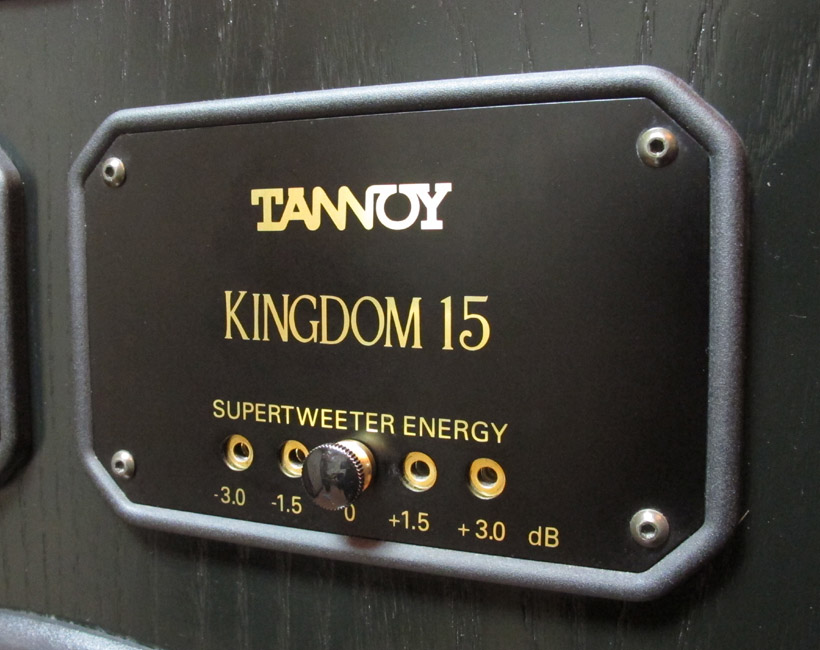 TANNOY
KINGDOM 15
SUPERTWEETER ENERGY
-3.0 -1.5 0 +1.5 +3.0 dB